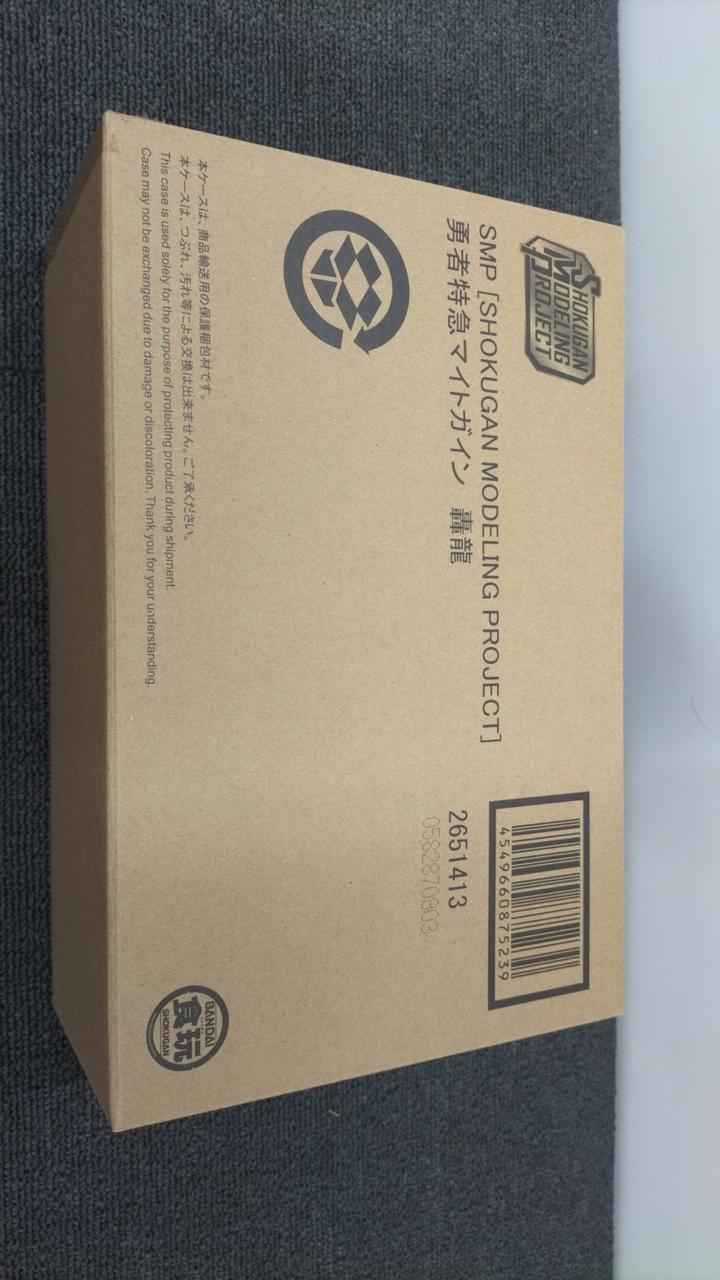 SHOKUGAN
MODELING
PROJECT
SMP [SHOKUGAN MODELING PROJECT]
勇者特急マイトガイン 轟龍
4549660875239
2651413
0582870903
本ケースは、商品輸送用の保護梱包材です。
本ケースは、つぶれ、汚れ等による交換は出来ません。ご了承ください。
This case is used solely for the purpose of protecting product during shipment.
Case may not be exchanged due to damage or discoloration. Thank you for your understanding.
BANDAI
食玩
SHOKUGAN